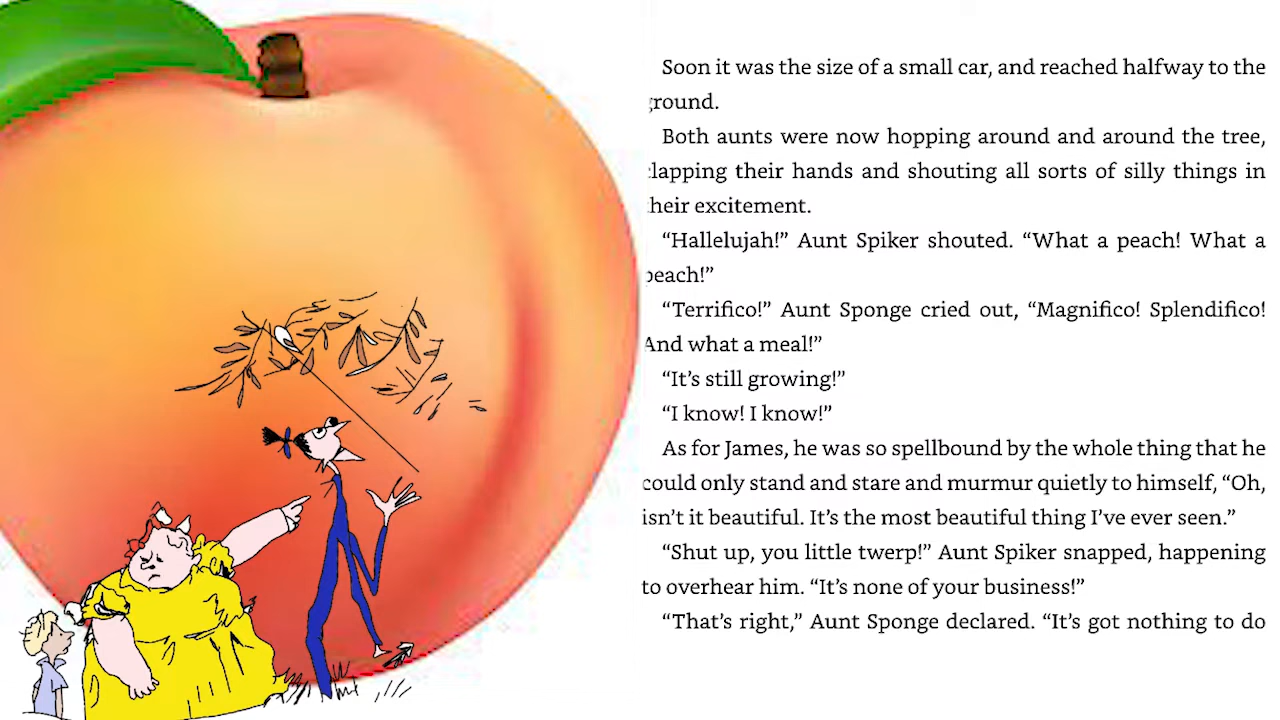 Soon it was the size of a small car, and reached halfway to the
ground.
Both aunts were now hopping around and around the tree,
clapping their hands and shouting all sorts of silly things in
their excitement.
“Hallelujah!” Aunt Spiker shouted. “What a peach! What a
peach!”
“Terrifico!” Aunt Sponge cried out, “Magnifico! Splendifico!
And what a meal!”
“It’s still growing!”
“I know! I know!”
As for James, he was so spellbound by the whole thing that he
could only stand and stare and murmur quietly to himself, “Oh,
isn’t it beautiful. It’s the most beautiful thing I’ve ever seen.”
“Shut up, you little twerp!” Aunt Spiker snapped, happening
to overhear him. “It’s none of your business!”
“That’s right,” Aunt Sponge declared. “It’s got nothing to do